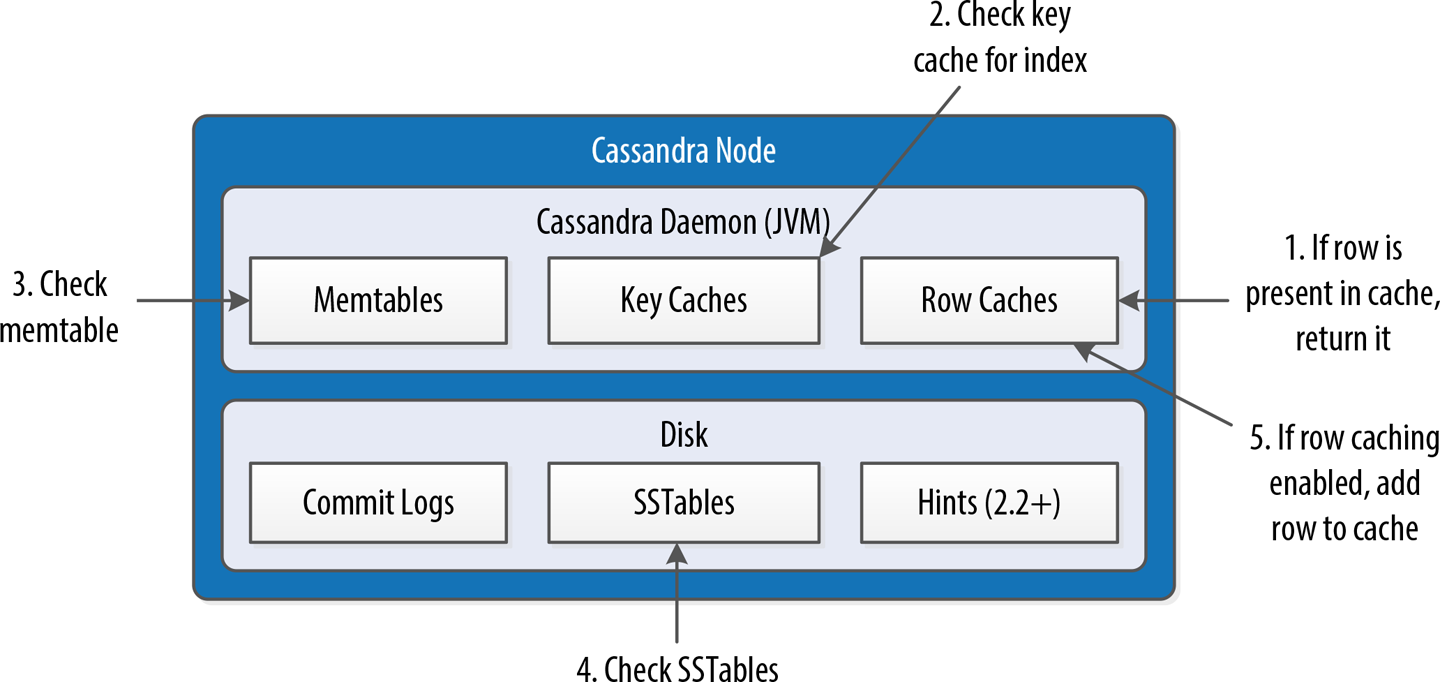 2. Check key
cache for index
Cassandra Node
Cassandra Daemon (JVM)
3. Check
memtable
Memtables
Key Caches
Row Caches
1. If row is
present in cache,
return it
Disk
Commit Logs
SSTables
Hints (2.2+)
5. If row caching
enabled, add
row to cache
4. Check SSTables